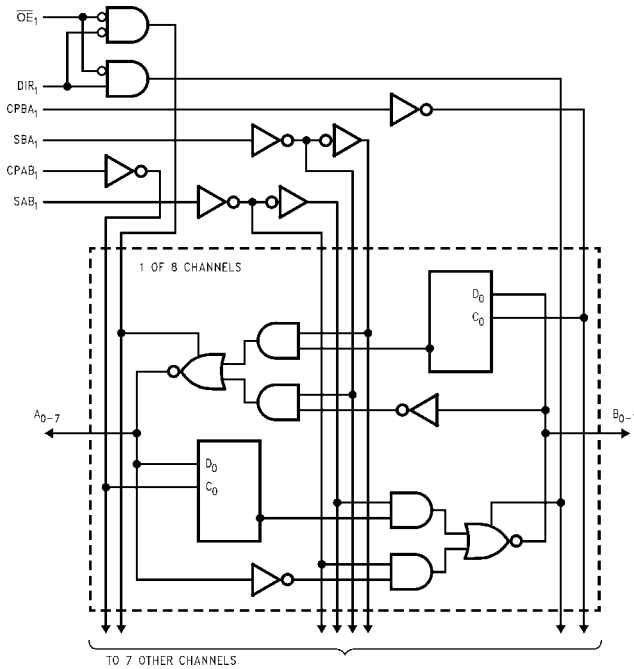 OE₁
DIR₁
CPBA₁
SBA₁
CPAB₁
SAB₁
1 OF 8 CHANNELS
D₀
C₀
A₀₋₇
B₀₋
D₀
C₀
TO 7 OTHER CHANNELS